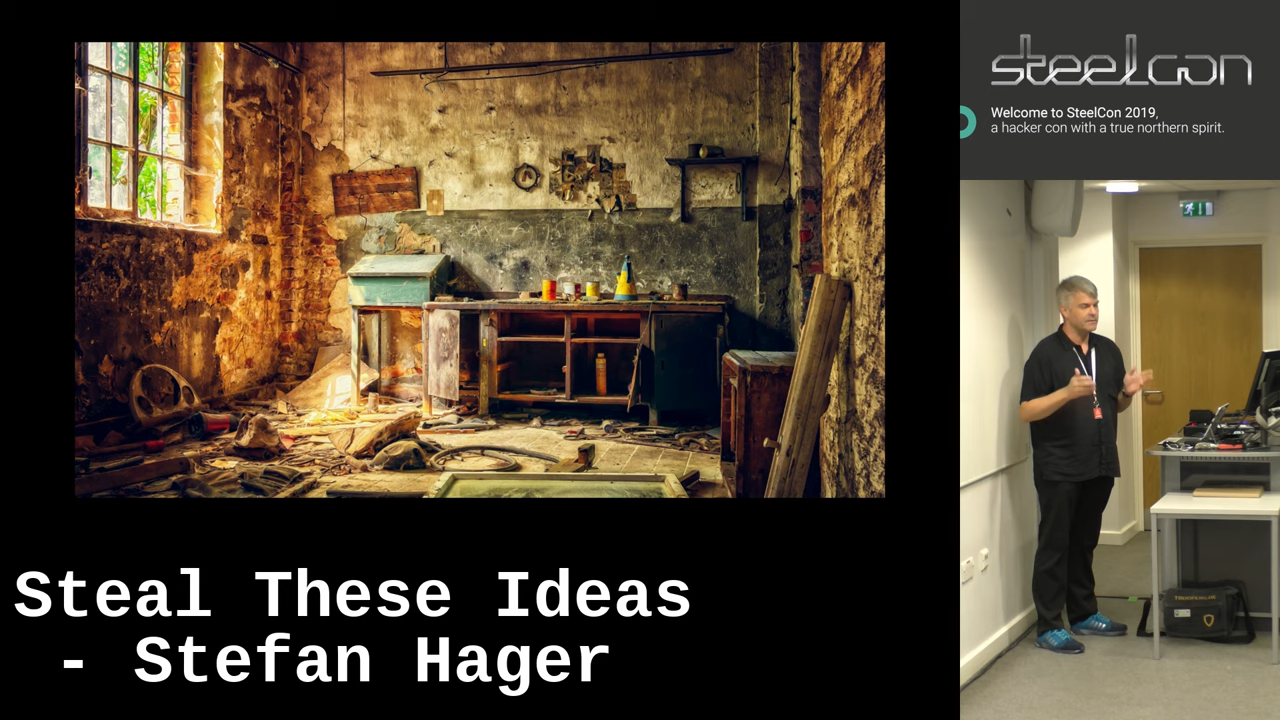 steelcon
Welcome to SteelCon 2019,
a hacker con with a true northern spirit.
Steal These Ideas
- Stefan Hager